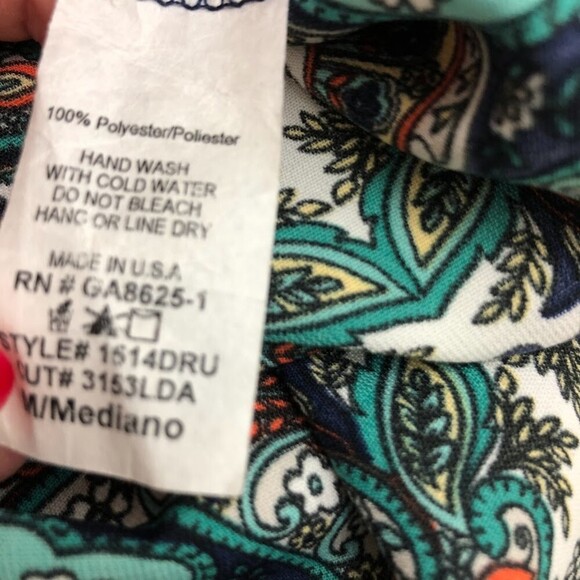 100% Polyester/Poliester
HAND WASH
WITH COLD WATER
DO NOT BLEACH
HANG OR LINE DRY
MADE IN U.S.A
RN # GA8625-1
STYLE# 1514DRU
CUT# 3153LDA
M/Mediano